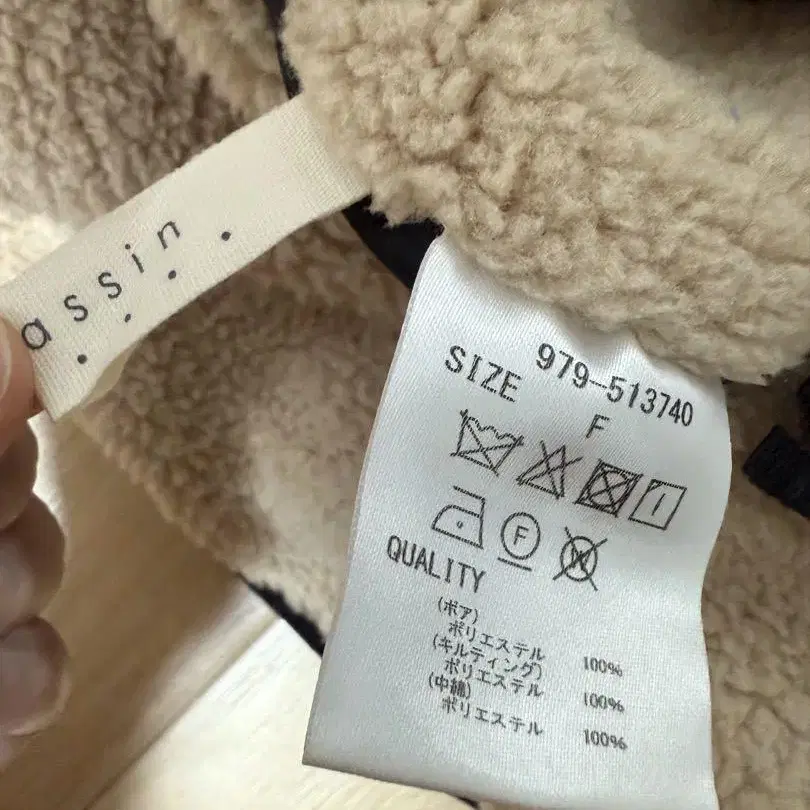 assin
979-513740
SIZE F
F
W
QUALITY
(ボア)
ポリエステル 100%
(キルティング)
ポリエステル 100%
(中綿)
ポリエステル 100%